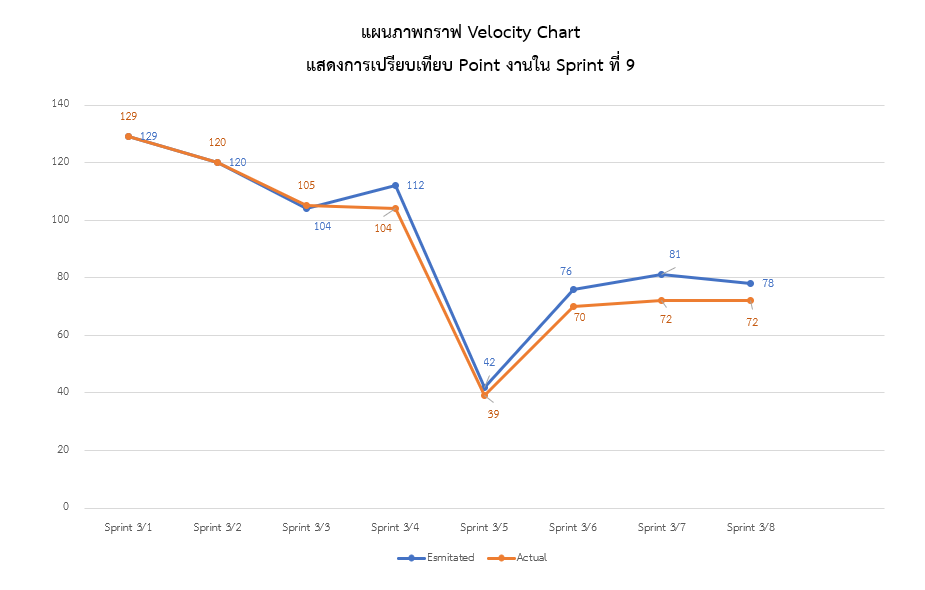 แผนภาพกราฟ Velocity Chart
แสดงการเปรียบเทียบ Point งานใน Sprint ที่ 9
140
120
100
80
60
40
20
0
129
129
120
120
105
104
112
104
42
39
76
70
81
72
78
72
Sprint 3/1
Sprint 3/2
Sprint 3/3
Sprint 3/4
Sprint 3/5
Sprint 3/6
Sprint 3/7
Sprint 3/8
Esmitated
Actual